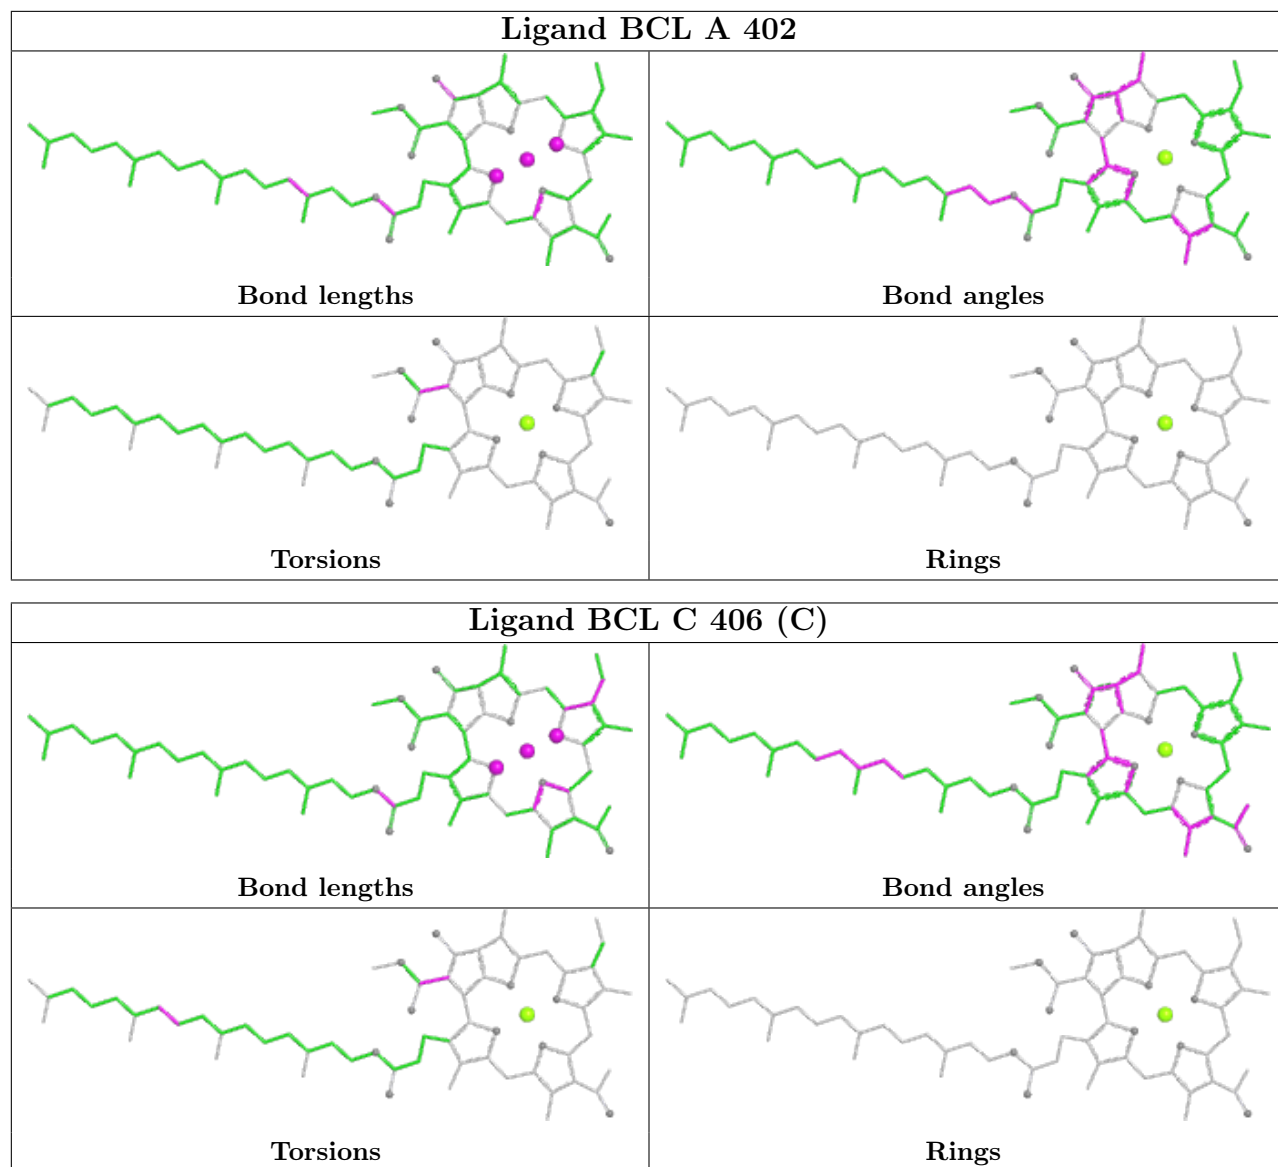 Ligand BCL A 402
Bond lengths
Bond angles
Torsions
Rings
Ligand BCL C 406 (C)
Bond lengths
Bond angles
Torsions
Rings